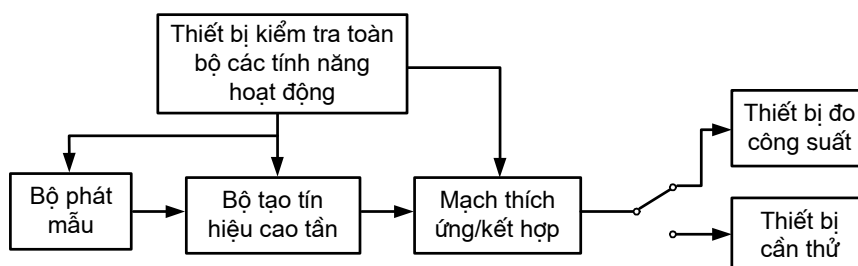 Thiết bị kiểm tra toàn
bộ các tính năng
hoạt động
Thiết bị đo
công suất
Bộ phát
mẫu
Bộ tạo tín
hiệu cao tần
Mạch thích
ứng/kết hợp
Thiết bị
cần thử